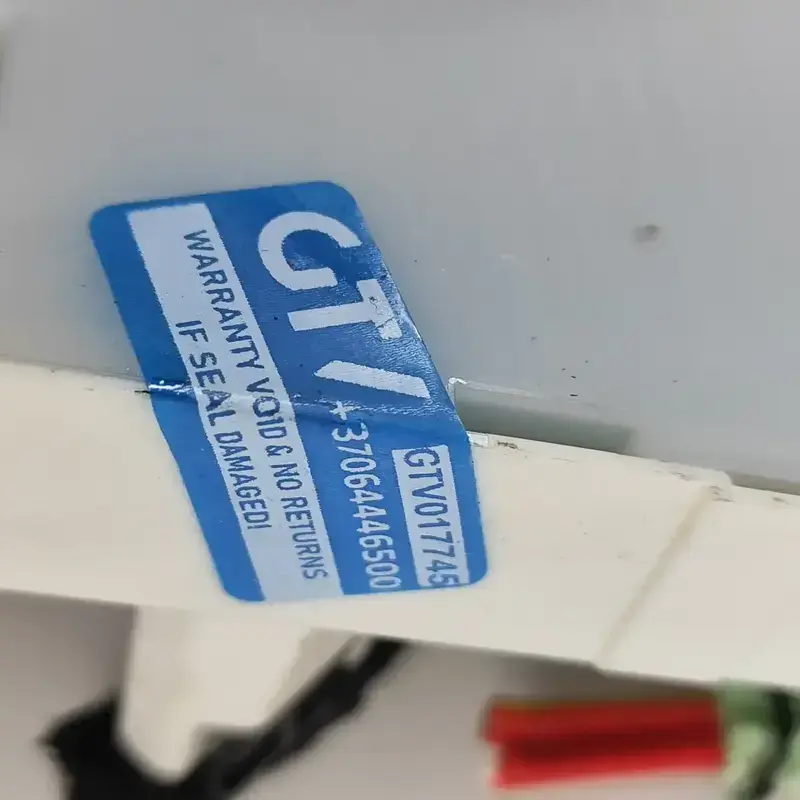 GTV
+37064446500
GTV017745
WARRANTY VOID & NO RETURNS
IF SEAL DAMAGED!